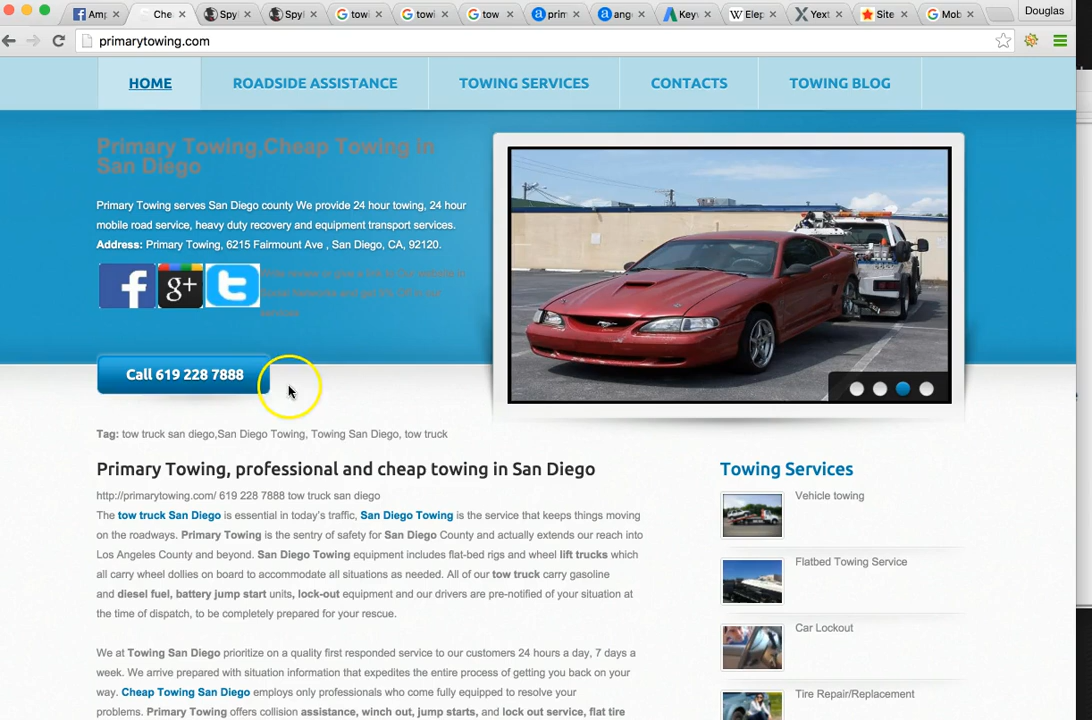 Amp
Che
Spyl
Spyl
towi
towi
tow
prim
ange
Key
Elep
Yext
Site
Mob
Douglas
primarytowing.com
HOME
ROADSIDE ASSISTANCE
TOWING SERVICES
CONTACTS
TOWING BLOG
Primary Towing,Cheap Towing in
San Diego
Primary Towing serves San Diego county We provide 24 hour towing, 24 hour
mobile road service, heavy duty recovery and equipment transport services.
Address: Primary Towing, 6215 Fairmount Ave , San Diego, CA, 92120.
Call 619 228 7888
Tag: tow truck san diego,San Diego Towing, Towing San Diego, tow truck
Primary Towing, professional and cheap towing in San Diego
http://primarytowing.com/ 619 228 7888 tow truck san diego
The tow truck San Diego is essential in today's traffic, San Diego Towing is the service that keeps things moving
on the roadways. Primary Towing is the sentry of safety for San Diego County and actually extends our reach into
Los Angeles County and beyond. San Diego Towing equipment includes flat-bed rigs and wheel lift trucks which
all carry wheel dollies on board to accommodate all situations as needed. All of our tow truck carry gasoline
and diesel fuel, battery jump start units, lock-out equipment and our drivers are pre-notified of your situation at
the time of dispatch, to be completely prepared for your rescue.
We at Towing San Diego prioritize on a quality first responded service to our customers 24 hours a day, 7 days a
week. We arrive prepared with situation information that expedites the entire process of getting you back on your
way. Cheap Towing San Diego employs only professionals who come fully equipped to resolve your
problems. Primary Towing offers collision assistance, winch out, jump starts, and lock out service, flat tire
Towing Services
Vehicle towing
Flatbed Towing Service
Car Lockout
Tire Repair/Replacement